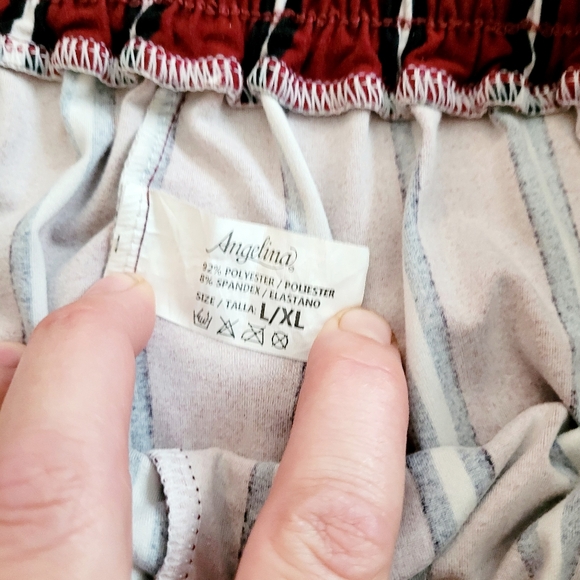 Angelina
92% POLYESTER / POLIESTER
8% SPANDEX / ELASTANO
SIZE / TALLA L/XL